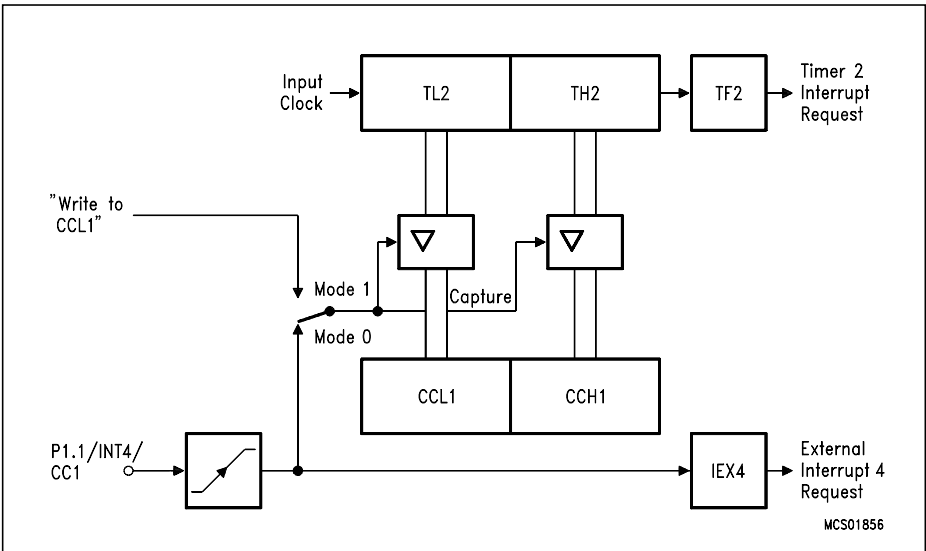 Input
Clock
TL2
TH2
TF2
Timer 2
Interrupt
Request
"Write to
CCL1"
Mode 1
Capture
Mode 0
CCL1
CCH1
P1.1/INT4/
CC1
IEX4
External
Interrupt 4
Request
MCS01856